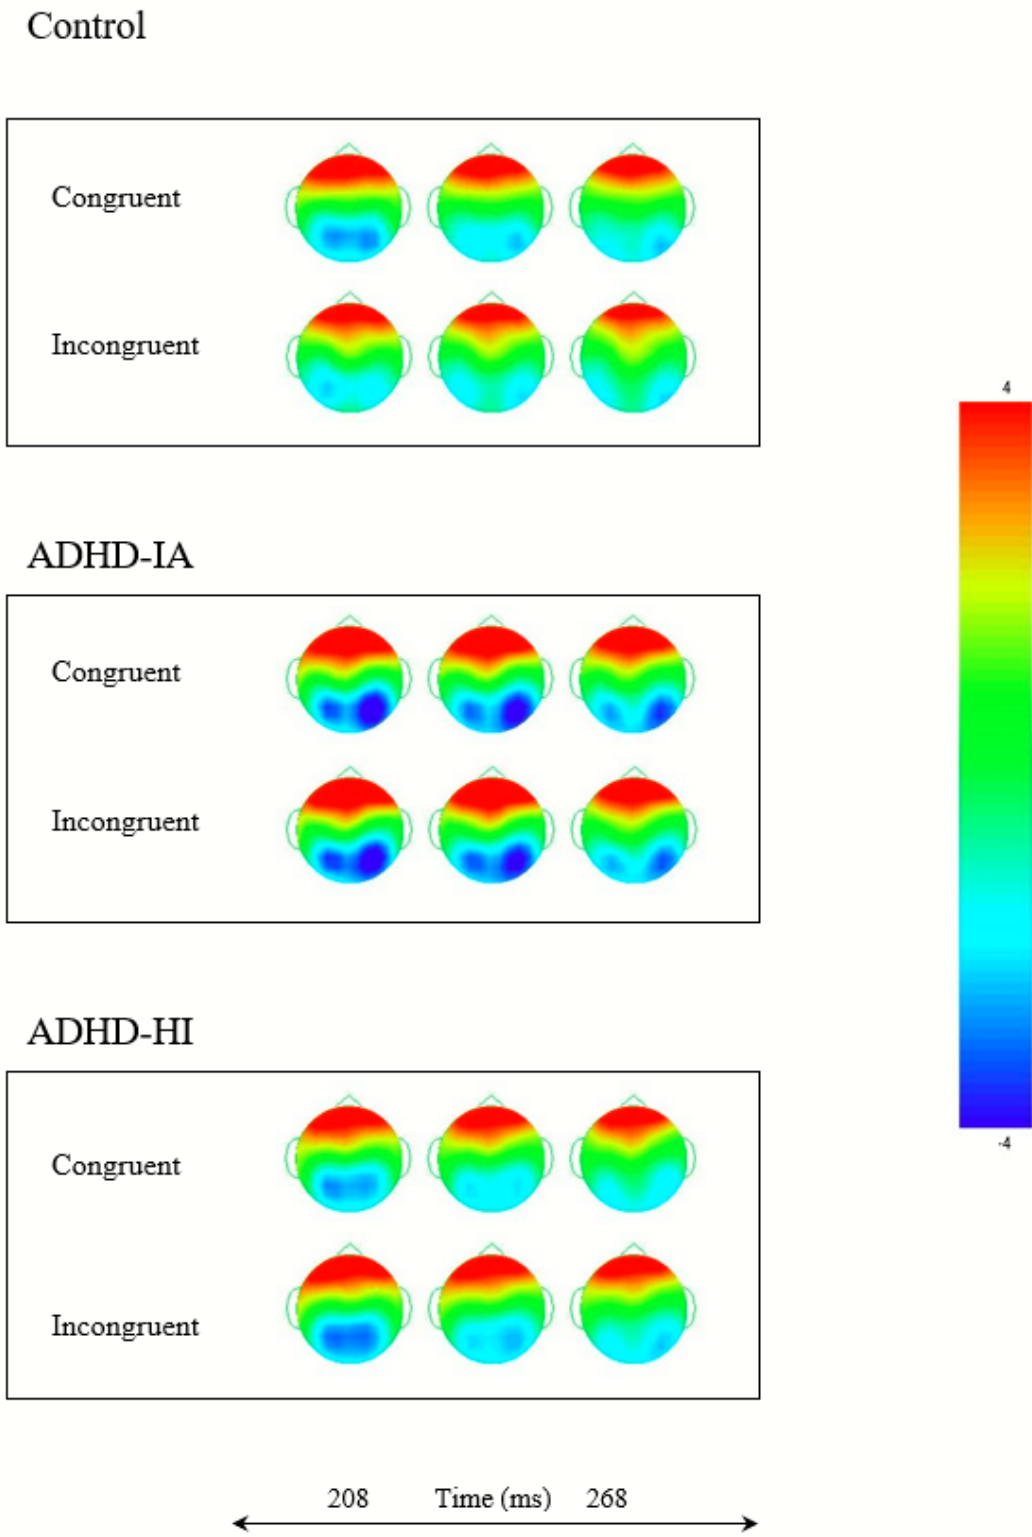 Control
Congruent
Incongruent
4
ADHD-IA
Congruent
Incongruent
ADHD-HI
-4
Congruent
Incongruent
208 Time (ms) 268